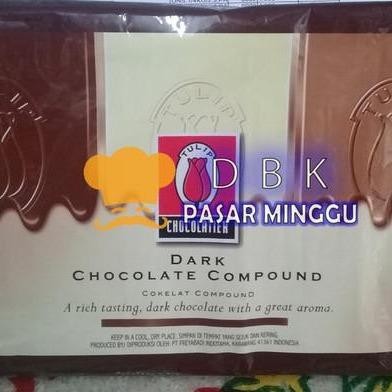 TULIP
TULIP
CHOCOLATIER
DBK
PASAR MINGGU
DARK
CHOCOLATE COMPOUND
COKELAT COMPOUND
A rich tasting, dark chocolate with a great aroma.
KEEP IN A COOL, DRY PLACE. SIMPAN DI TEMPAT YANG SEJUK DAN KERING.
PRODUCED BY/ DIPRODUKSI OLEH: PT FREYABADI INDOTAMA, KARAWANG 41361 INDONESIA